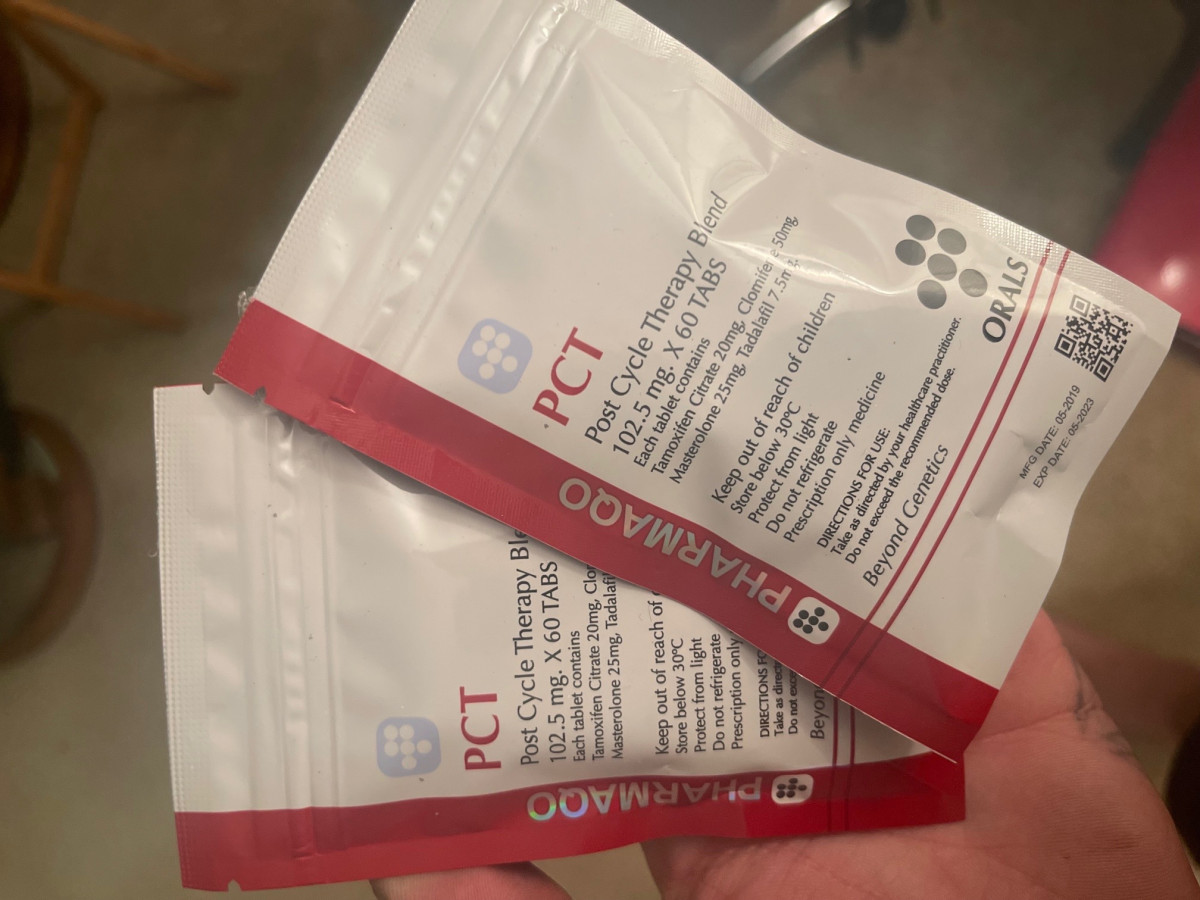 PCT
Post Cycle Therapy Blend
102.5 mg. X 60 TABS
Each tablet contains
Tamoxifen Citrate 20mg, Clomifene 50mg,
Masterolone 25mg, Tadalafil 7.5mg.
Keep out of reach of children
Store below 30ºC
Protect from light
Do not refrigerate
Prescription only medicine
DIRECTIONS FOR USE:
Take as directed by your healthcare practitioner.
Do not exceed the recommended dose.
Beyond Genetics
ORALS
MFG DATE: 05-2019
EXP DATE: 05-2023
PHARMAQO
PCT
Post Cycle Therapy Ble
102.5 mg. X 60 TABS
Each tablet contains
Tamoxifen Citrate 20mg, Clo
Masterolone 25mg, Tadalafi
Keep out of reach of
Store below 30ºC
Protect from light
Do not refrigerate
Prescription only
DIRECTIONS FO
Take as direc
Do not exc
Beyon
PHARMAQO